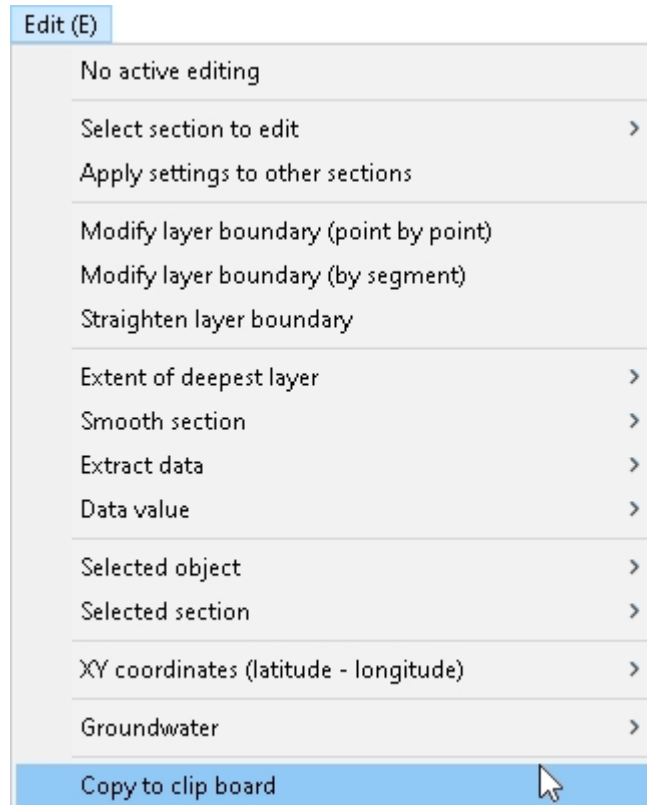 Edit (E)
No active editing
Select section to edit
Apply settings to other sections
Modify layer boundary (point by point)
Modify layer boundary (by segment)
Straighten layer boundary
Extent of deepest layer
Smooth section
Extract data
Data value
Selected object
Selected section
XY coordinates (latitude - longitude)
Groundwater
Copy to clip board